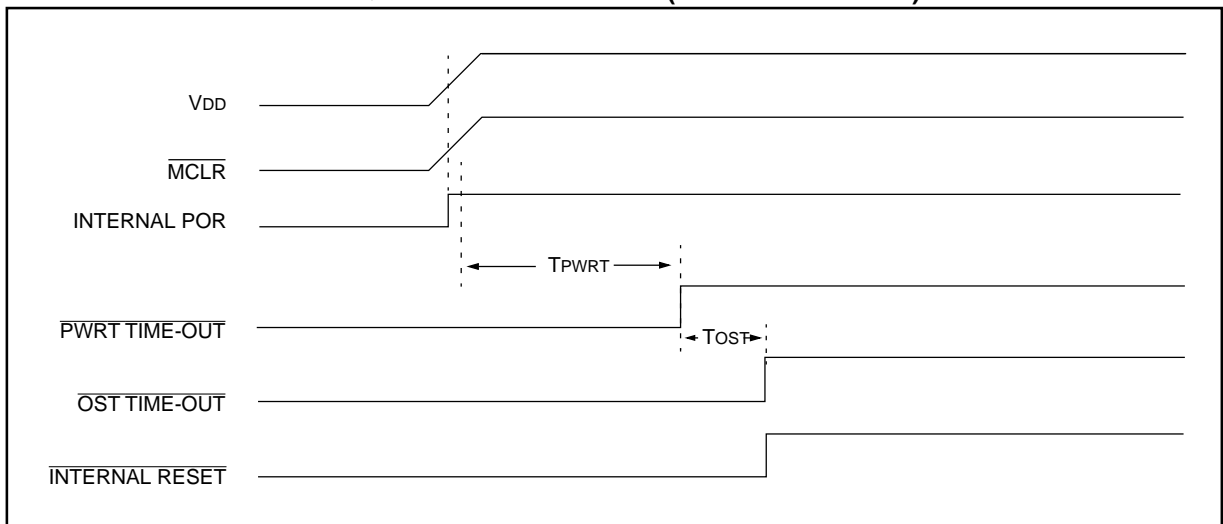 VDD
MCLR
INTERNAL POR
TPWRT
PWRT TIME-OUT
TOST
OST TIME-OUT
INTERNAL RESET